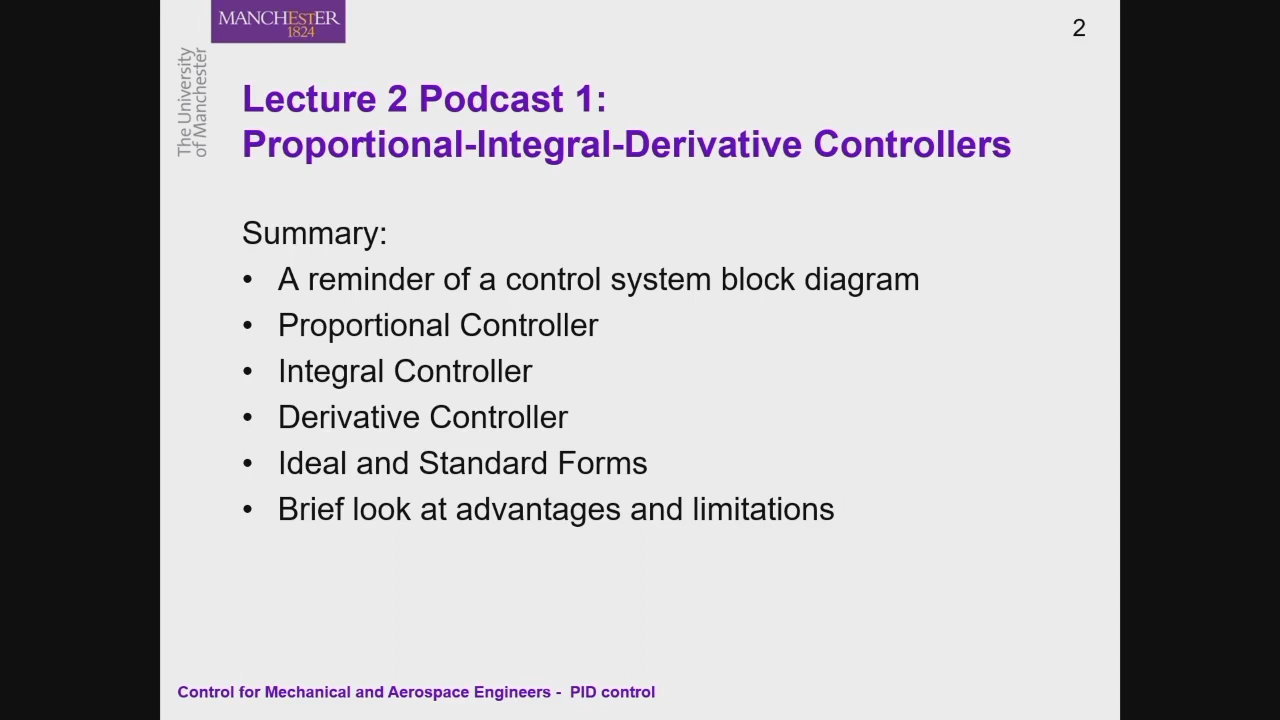 MANCHESTER
1824
The University
of Manchester
2
Lecture 2 Podcast 1:
Proportional-Integral-Derivative Controllers
Summary:
• A reminder of a control system block diagram
• Proportional Controller
• Integral Controller
• Derivative Controller
• Ideal and Standard Forms
• Brief look at advantages and limitations
Control for Mechanical and Aerospace Engineers - PID control